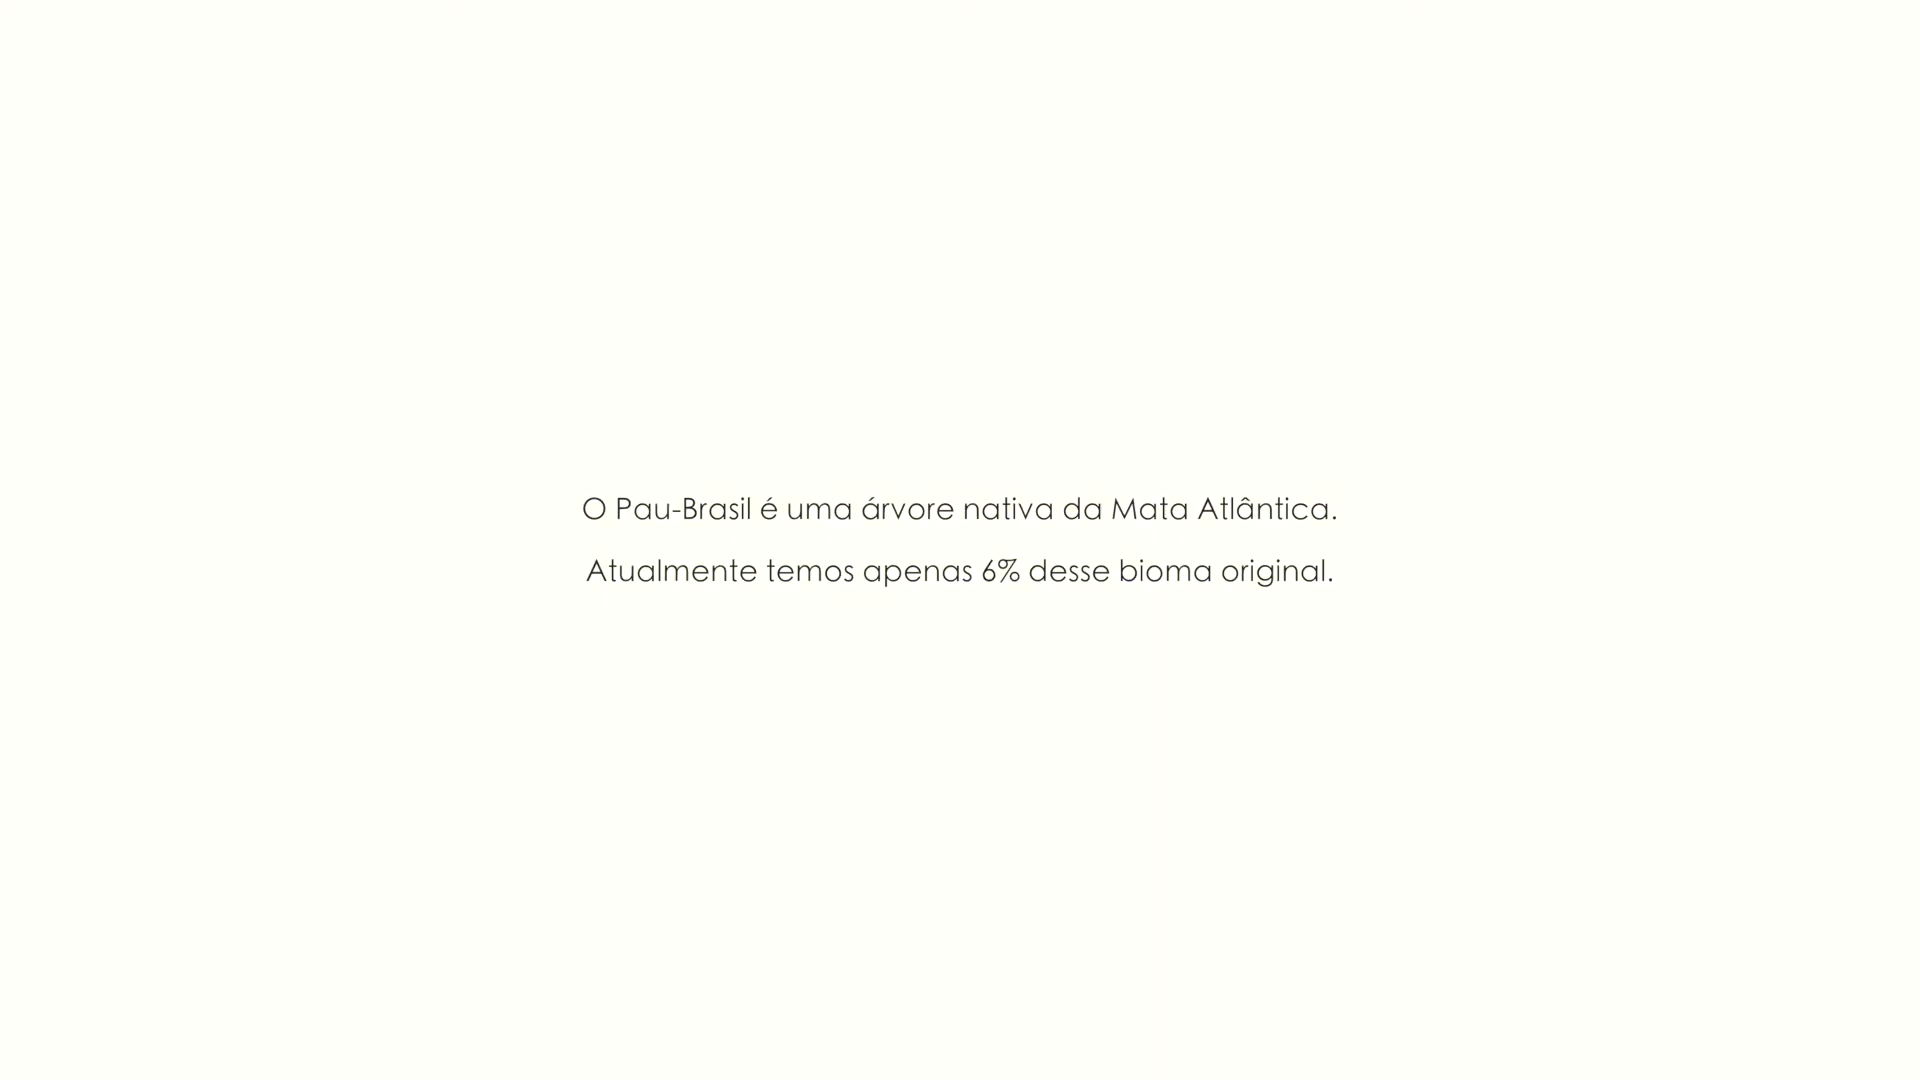 O Pau-Brasil é uma árvore nativa da Mata Atlântica.
Atualmente temos apenas 6% desse bioma original.